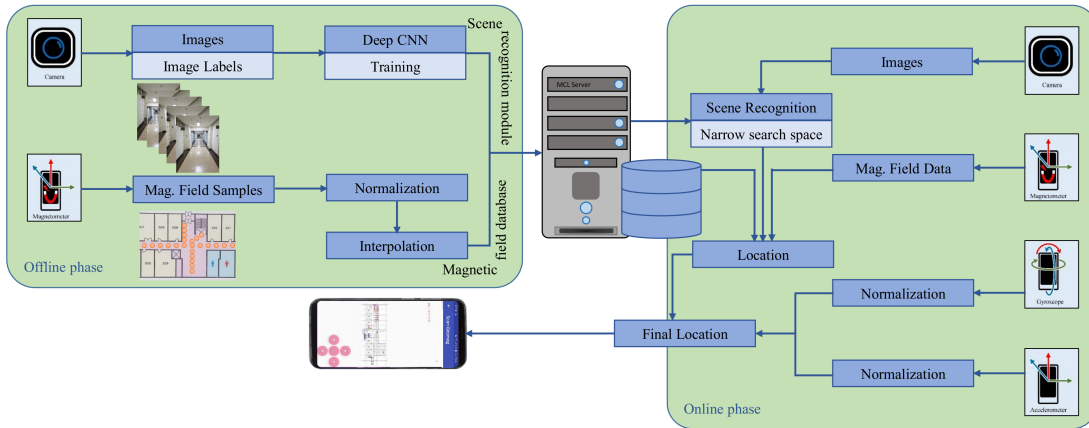 Camera
Images
Image Labels
Deep CNN
Training
Scene
recognition module
Magnetometer
Mag. Field Samples
Normalization
Interpolation
Magnetic
field database
Offline phase
MCL Server
Images
Camera
Scene Recognition
Narrow search space
Mag. Field Data
Magnetometer
Location
Normalization
Gyroscope
Final Location
Normalization
Accelerometer
Online phase